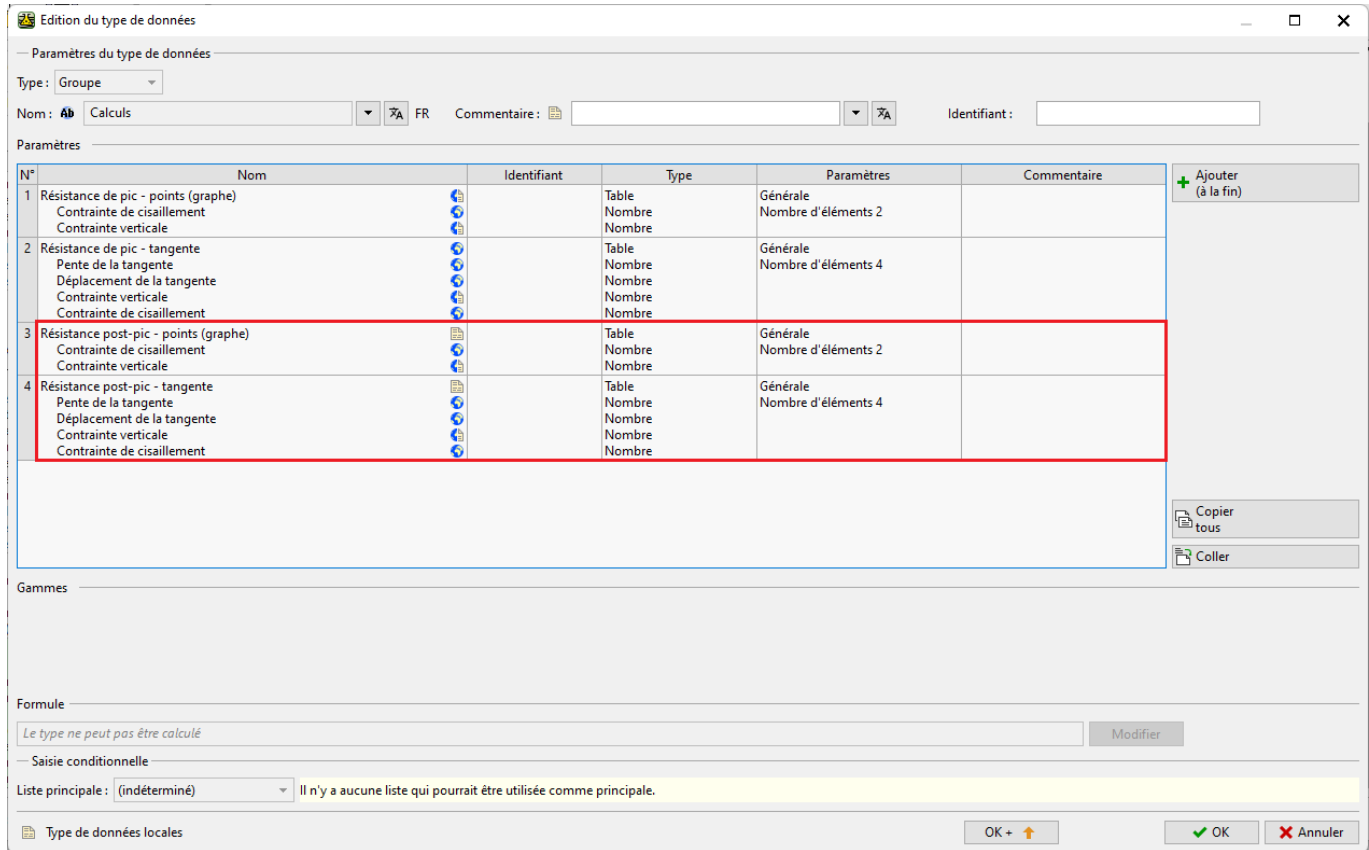 Edition du type de données
Paramètres du type de données
Type : Groupe
Nom : Ab Calculs FR Commentaire : Identifiant :
Paramètres
N° Nom Identifiant Type Paramètres Commentaire
1 Résistance de pic - points (graphe) Table Générale
Contrainte de cisaillement Nombre Nombre d'éléments 2
Contrainte verticale Nombre
2 Résistance de pic - tangente Table Générale
Pente de la tangente Nombre Nombre d'éléments 4
Déplacement de la tangente Nombre
Contrainte verticale Nombre
Contrainte de cisaillement Nombre
3 Résistance post-pic - points (graphe) Table Générale
Contrainte de cisaillement Nombre Nombre d'éléments 2
Contrainte verticale Nombre
4 Résistance post-pic - tangente Table Générale
Pente de la tangente Nombre Nombre d'éléments 4
Déplacement de la tangente Nombre
Contrainte verticale Nombre
Contrainte de cisaillement Nombre
Ajouter
(à la fin)
Copier
tous
Coller
Gammes
Formule
Le type ne peut pas être calculé Modifier
Saisie conditionnelle
Liste principale : (indéterminé) Il n'y a aucune liste qui pourrait être utilisée comme principale.
Type de données locales OK + OK Annuler